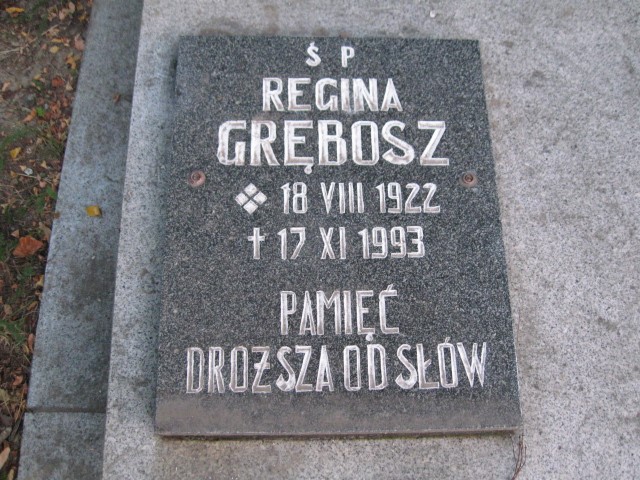 Ś P
REGINA
GRĘBOSZ
18 VIII 1922
✝ 17 XI 1993
PAMIĘĆ
DROŻSZA OD SŁÓW